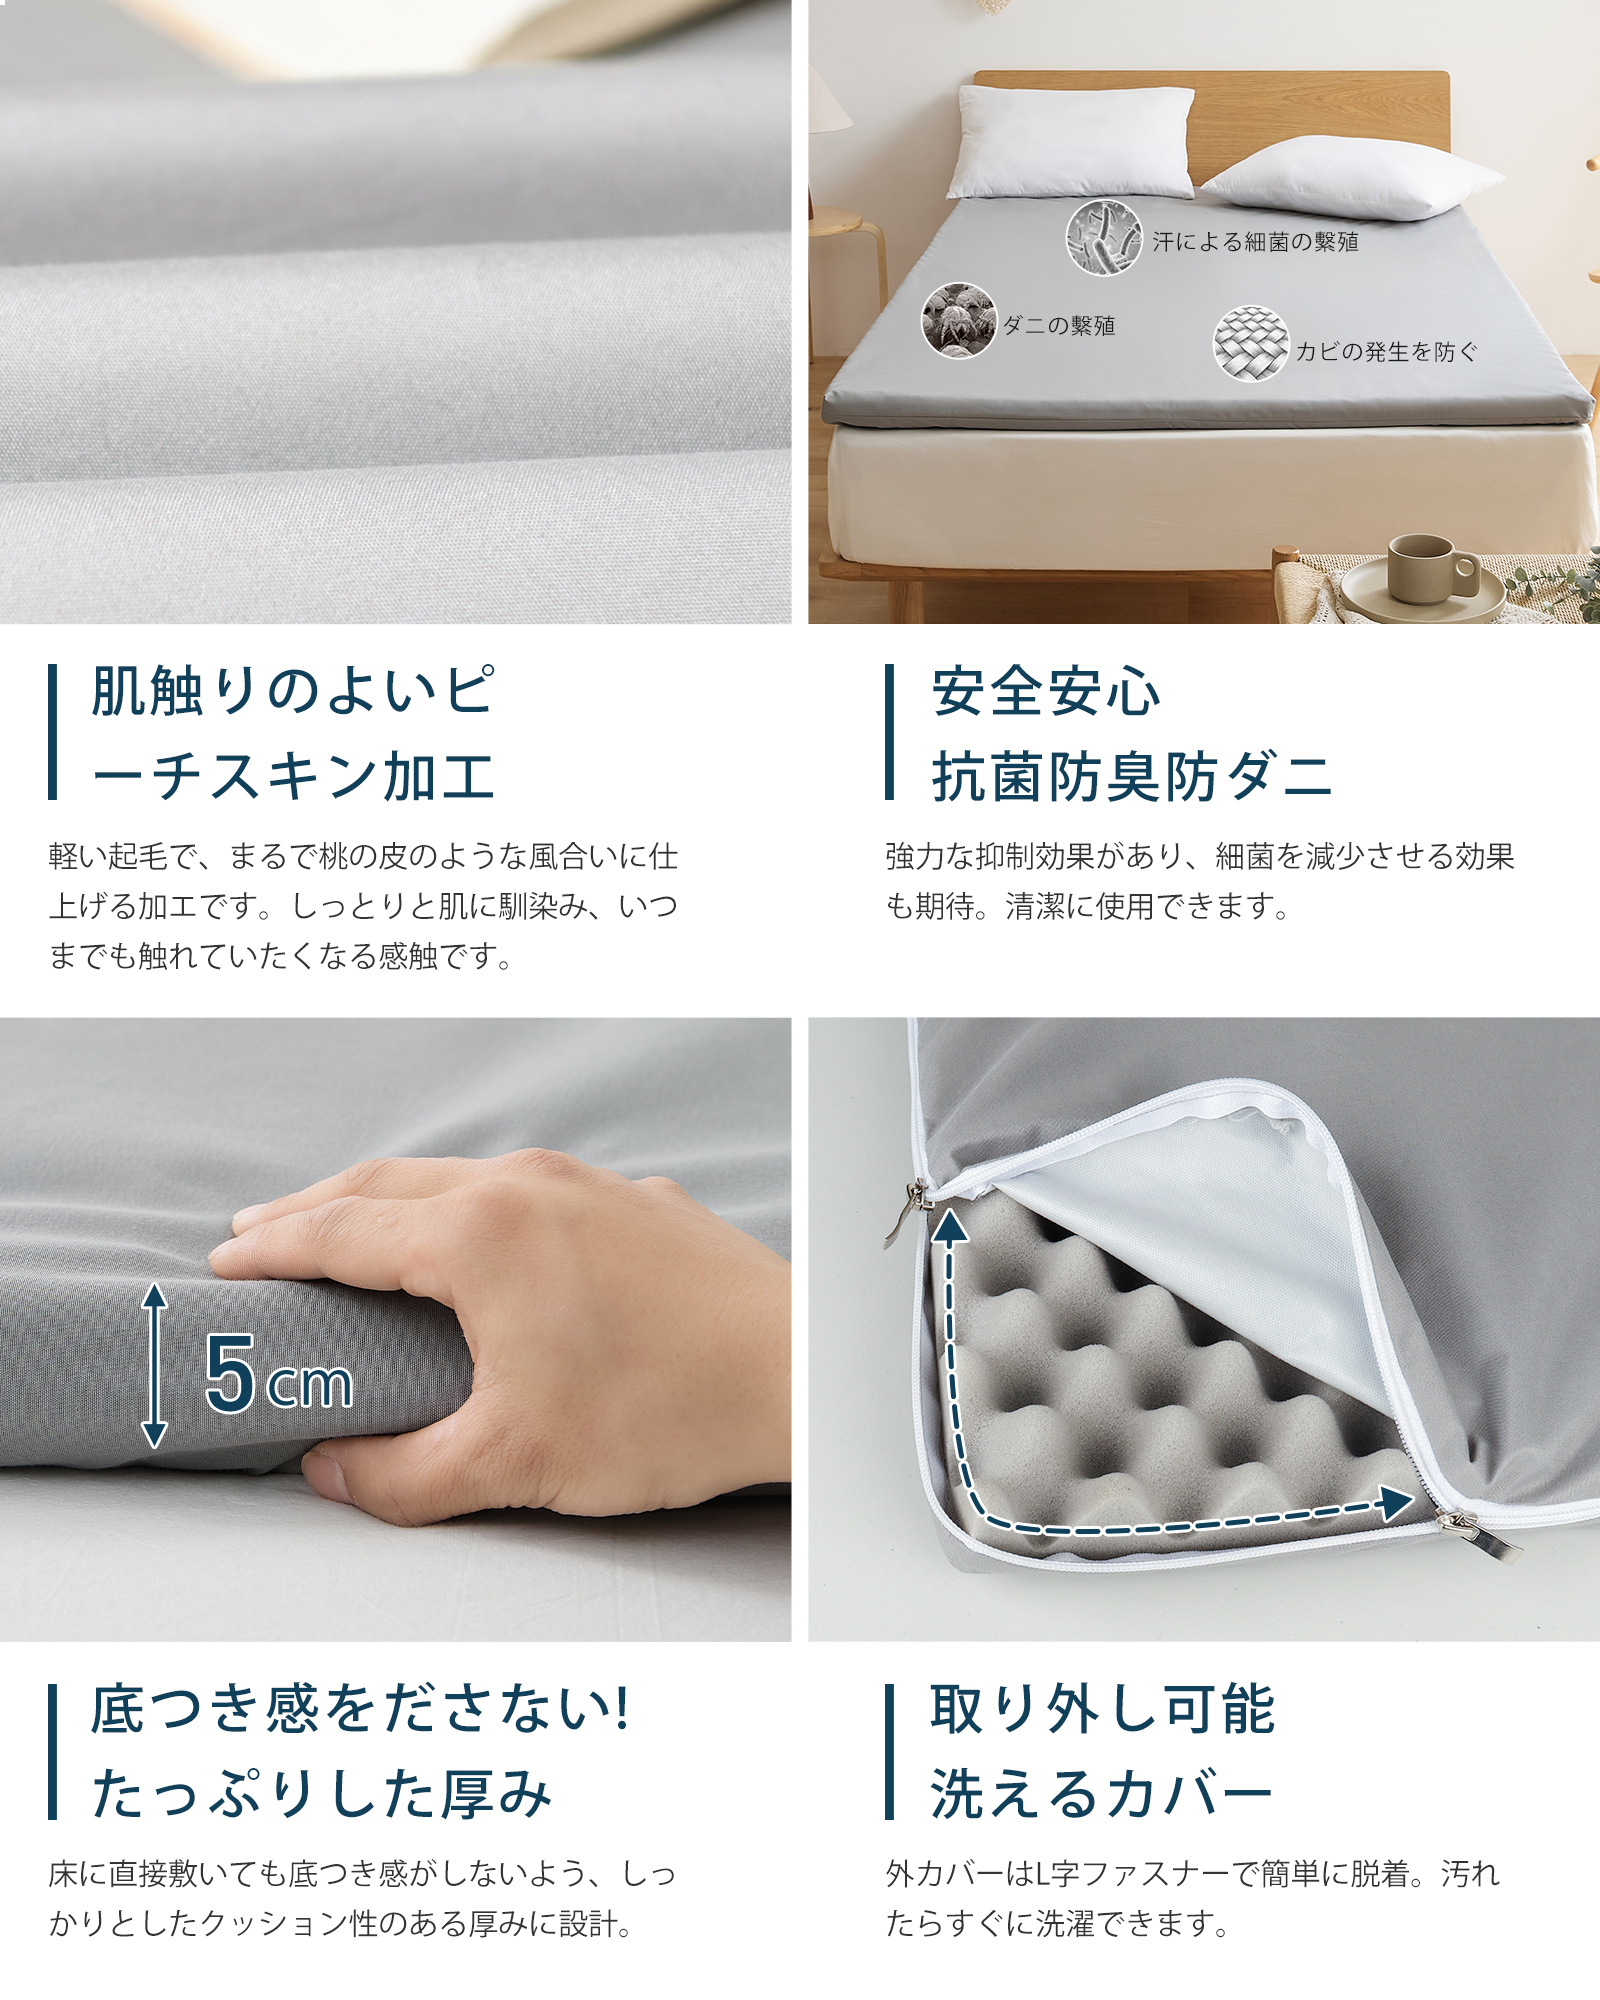 汗による細菌の繫殖
ダニの繫殖
カビの発生を防ぐ
肌触りのよいピ
ーチスキン加工
軽い起毛で、まるで桃の皮のような風合いに仕
上げる加工です。しっとりと肌に馴染み、いつ
までも触れていたくなる感触です。
安全安心
抗菌防臭防ダニ
強力な抑制効果があり、細菌を減少させる効果
も期待。清潔に使用できます。
5cm
底つき感をださない!
たっぷりした厚み
床に直接敷いても底つき感がしないよう、しっ
かりとしたクッション性のある厚みに設計。
取り外し可能
洗えるカバー
外カバーはL字ファスナーで簡単に脱着。汚れ
たらすぐに洗濯できます。